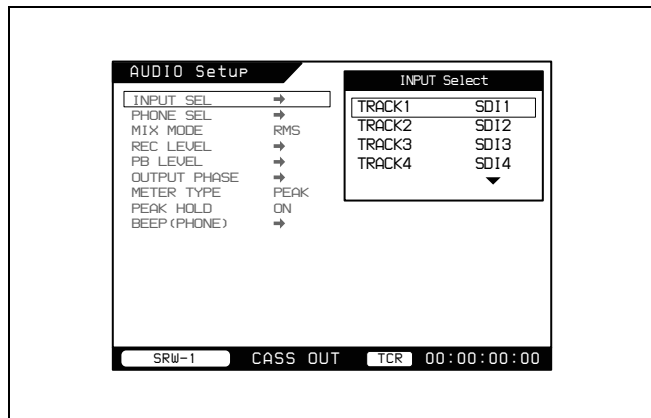 AUDIO Setup
INPUT SEL ➔
PHONE SEL ➔
MIX MODE RMS
REC LEVEL ➔
PB LEVEL ➔
OUTPUT PHASE ➔
METER TYPE PEAK
PEAK HOLD ON
BEEP(PHONE) ➔
INPUT Select
TRACK1 SDI1
TRACK2 SDI2
TRACK3 SDI3
TRACK4 SDI4
SRW-1 CASS OUT TCR 00:00:00:00